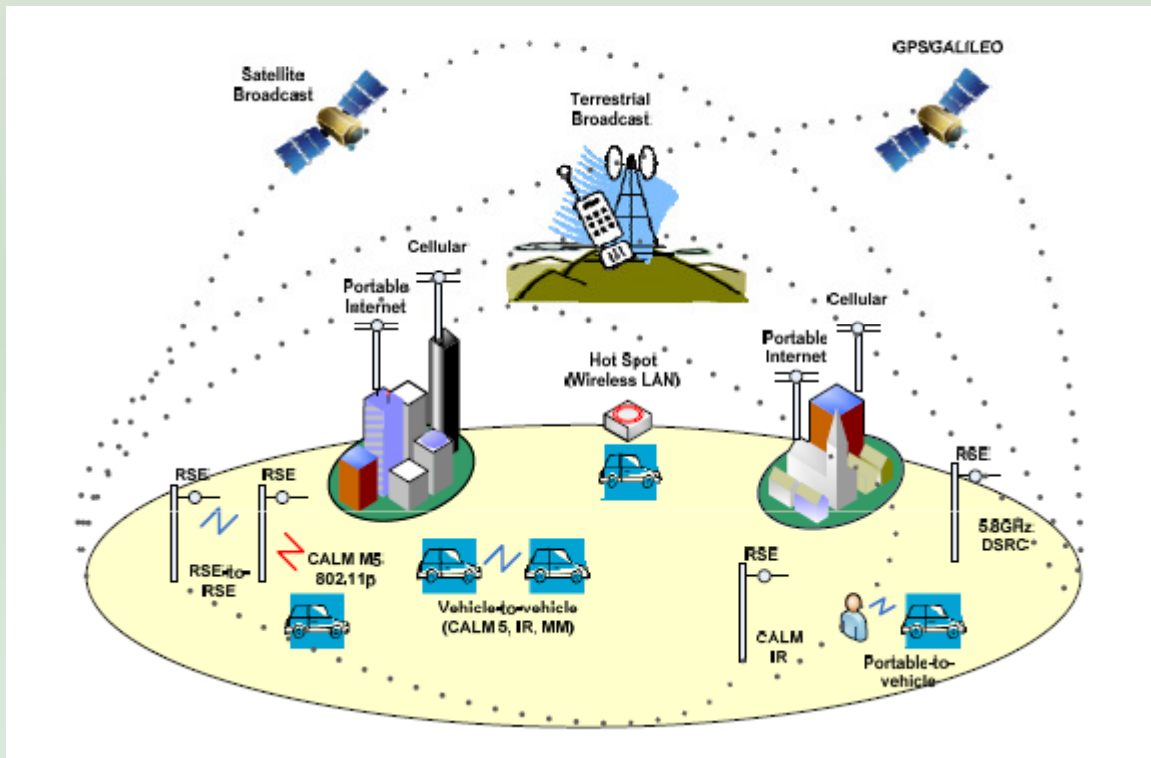 GPS/GALILEO
Satellite
Broadcast
Terrestrial
Broadcast
Cellular
Portable
Internet
Cellular
Portable
Internet
Hot Spot
(Wireless LAN)
RSE
RSE
RSE
5.8GHz
DSRC
CALM M5
802.11p
RSE-to-
RSE
RSE
Vehicle-to-vehicle
(CALM 5, IR, MM)
CALM
IR
Portable-to-
vehicle